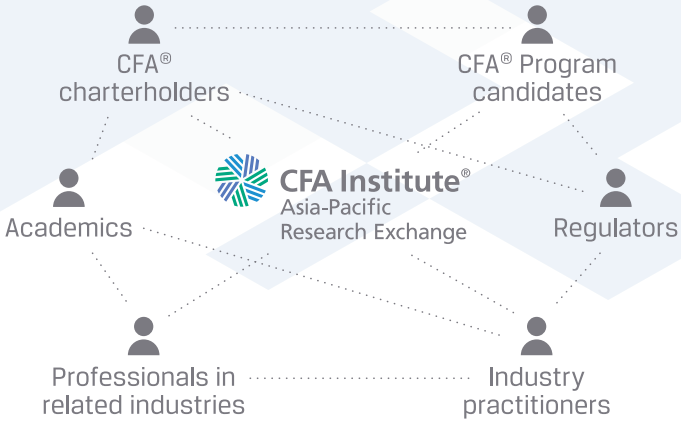 CFA®
charterholders
CFA® Program
candidates
CFA Institute®
Asia-Pacific
Research Exchange
Academics
Regulators
Professionals in
related industries
Industry
practitioners